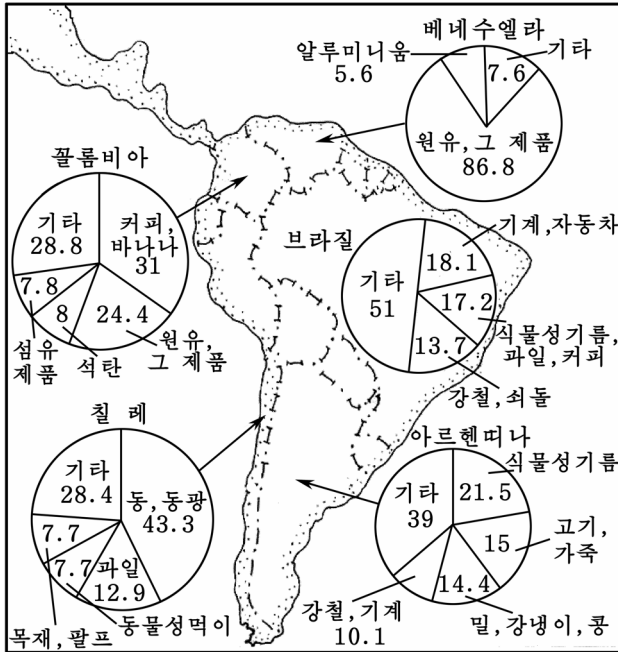 베네수엘라
알루미니움
5.6
기타
7.6
원유, 그 제품
86.8
꼴롬비아
기타
28.8
커피,
바나나
31
7.8
8
24.4
섬유
제품
석탄
원유,
그 제품
브라질
기계,자동차
18.1
기타
51
17.2
식물성기름,
파일,커피
13.7
강철,쇠돌
칠 레
기타
28.4
동,동광
43.3
7.7
7.7
파일
12.9
목재,팔프
동물성먹이
아르헨띠나
식물성기름
21.5
기타
39
15
고기,
가죽
14.4
강철,기계
10.1
밀,강냉이,콩